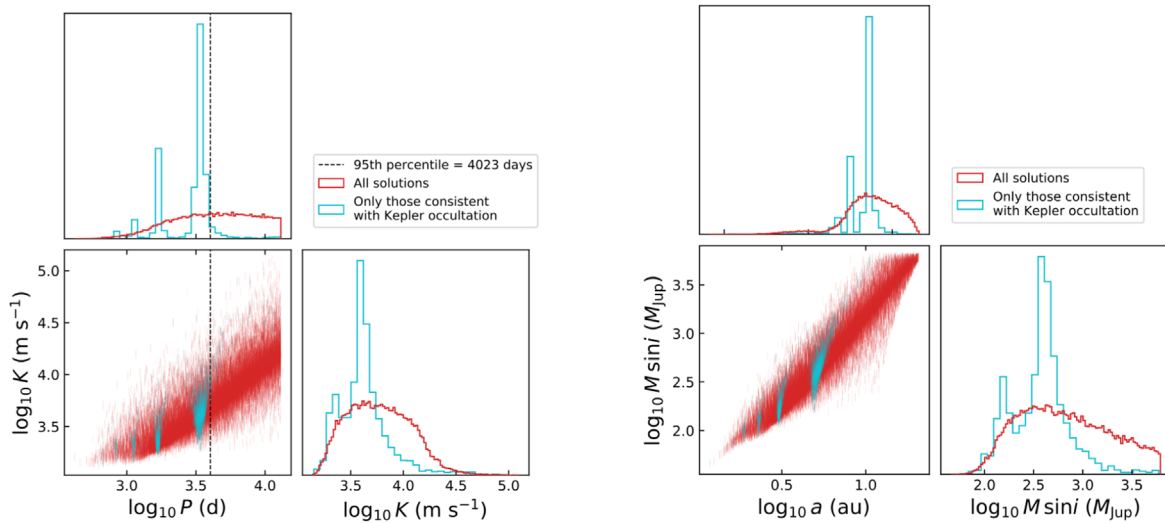 95th percentile = 4023 days
All solutions
Only those consistent
with Kepler occultation
All solutions
Only those consistent
with Kepler occultation
log₁₀ K (m s⁻¹)
5.0
4.5
4.0
3.5
log₁₀ M sini (M_Jup)
3.5
3.0
2.5
2.0
3.0 3.5 4.0
3.5 4.0 4.5 5.0
0.5 1.0
2.0 2.5 3.0 3.5
log₁₀ P (d)
log₁₀ K (m s⁻¹)
log₁₀ a (au)
log₁₀ M sini (M_Jup)